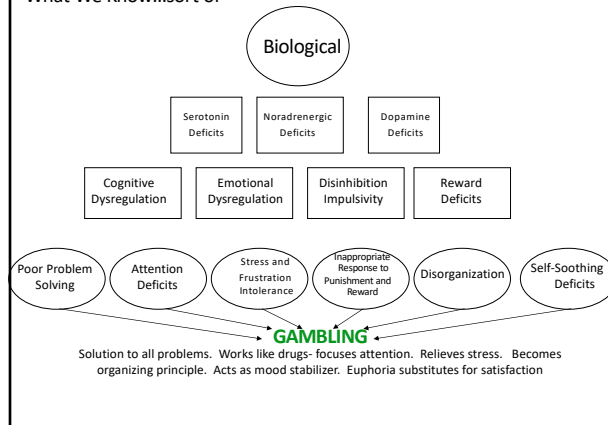 What We Know...sort of
Biological
Serotonin
Deficits
Noradrenergic
Deficits
Dopamine
Deficits
Cognitive
Dysregulation
Emotional
Dysregulation
Disinhibition
Impulsivity
Reward
Deficits
Poor Problem
Solving
Attention
Deficits
Stress and
Frustration
Intolerance
Inappropriate
Response to
Punishment and
Reward
Disorganization
Self-Soothing
Deficits
GAMBLING
Solution to all problems. Works like drugs- focuses attention. Relieves stress. Becomes
organizing principle. Acts as mood stabilizer. Euphoria substitutes for satisfaction